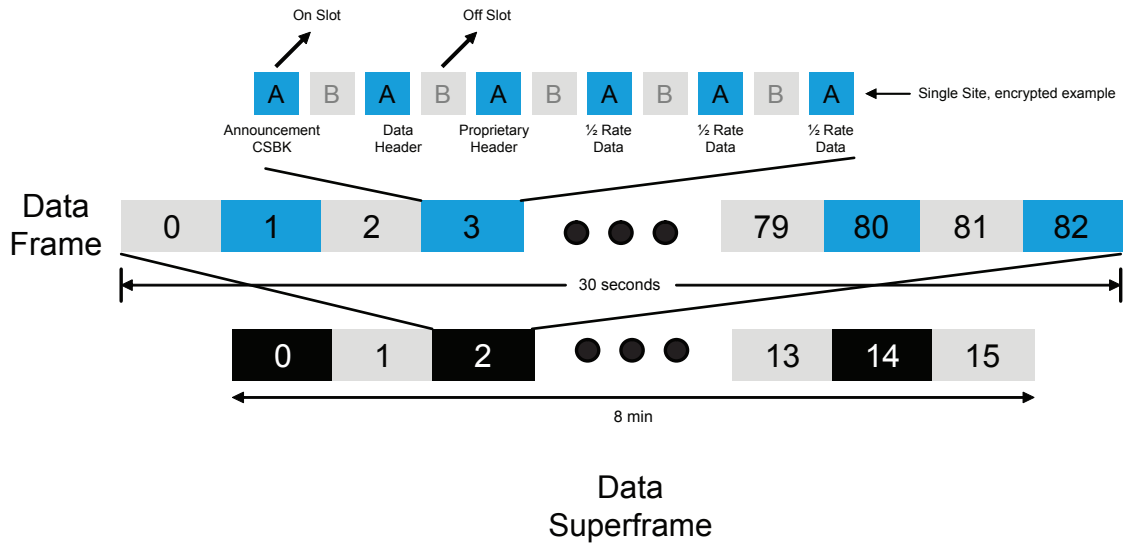 On Slot
Off Slot
A B A B A B A B A B A
Single Site, encrypted example
Announcement
CSBK
Data
Header
Proprietary
Header
½ Rate
Data
½ Rate
Data
½ Rate
Data
Data
Frame
0 1 2 3 79 80 81 82
30 seconds
0 1 2 13 14 15
8 min
Data
Superframe